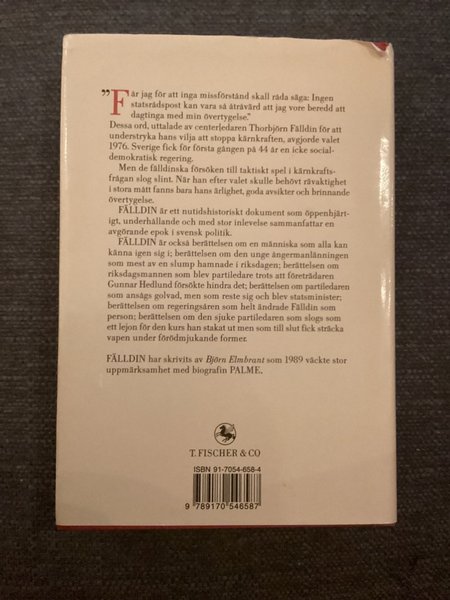 ”Får jag för att inga missförstånd skall råda säga: Ingen
statsrådspost kan vara så åtråvärd att jag vore beredd att
dagtinga med min övertygelse.”
Dessa ord, uttalade av centerledaren Thorbjörn Fälldin för att
understryka hans vilja att stoppa kärnkraften, avgjorde valet
1976. Sverige fick för första gången på 44 år en icke social-
demokratisk regering.
Men de fälldinska försöken till taktiskt spel i kärnkrafts-
frågan slog slint. När han efter valet skulle behövt rävaktighet
i stora mått fanns bara hans ärlighet, goda avsikter och brinnande
övertygelse.
FÄLLDIN är ett nutidshistoriskt dokument som öppenhjärt-
igt, underhållande och med stor inlevelse sammanfattar en
avgörande epok i svensk politik.
FÄLLDIN är också berättelsen om en människa som alla kan
känna igen sig i; berättelsen om den unge ångermanlänningen
som mest av en slump hamnade i riksdagen; berättelsen om
riksdagsmannen som blev partiledare trots att företrädaren
Gunnar Hedlund försökte hindra det; berättelsen om partiledaren
som ansågs golvad, men som reste sig och blev statsminister;
berättelsen om regeringsåren som helt ändrade Fälldin som
person; berättelsen om den sjuke partiledaren som slogs som
ett lejon för den kurs han stakat ut men som till slut fick sträcka
vapen under förödmjukande former.
FÄLLDIN har skrivits av Björn Elmbrant som 1989 väckte stor
uppmärksamhet med biografin PALME.
T. FISCHER & CO
ISBN 91-7054-658-4
9 789170 546587